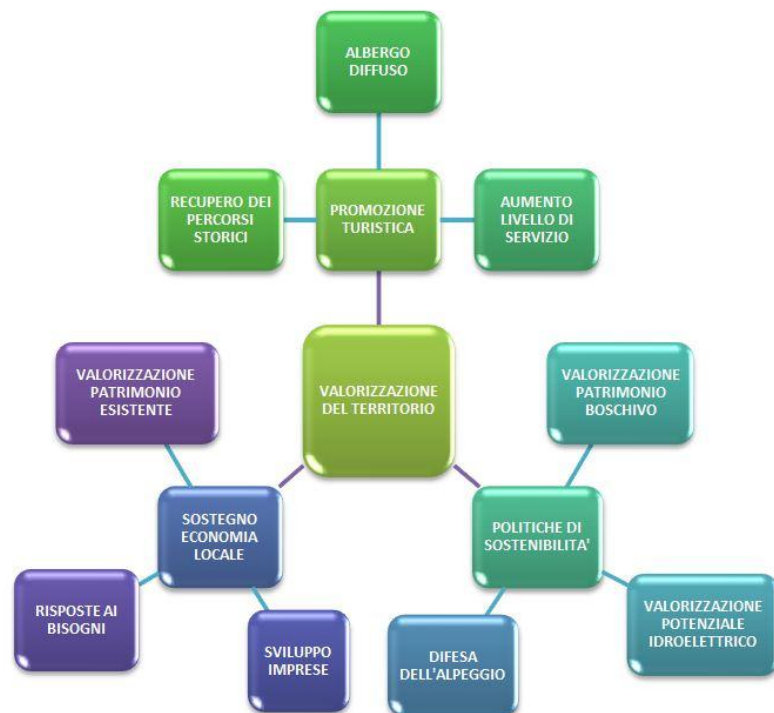 ALBERGO
DIFFUSO
RECUPERO DEI
PERCORSI
STORICI
PROMOZIONE
TURISTICA
AUMENTO
LIVELLO DI
SERVIZIO
VALORIZZAZIONE
PATRIMONIO
ESISTENTE
VALORIZZAZIONE
DEL TERRITORIO
VALORIZZAZIONE
PATRIMONIO
BOSCHIVO
SOSTEGNO
ECONOMIA
LOCALE
POLITICHE DI
SOSTENIBILITA'
RISPOSTE AI
BISOGNI
SVILUPPO
IMPRESE
DIFESA
DELL'ALPEGGIO
VALORIZZAZIONE
POTENZIALE
IDROELETTRICO